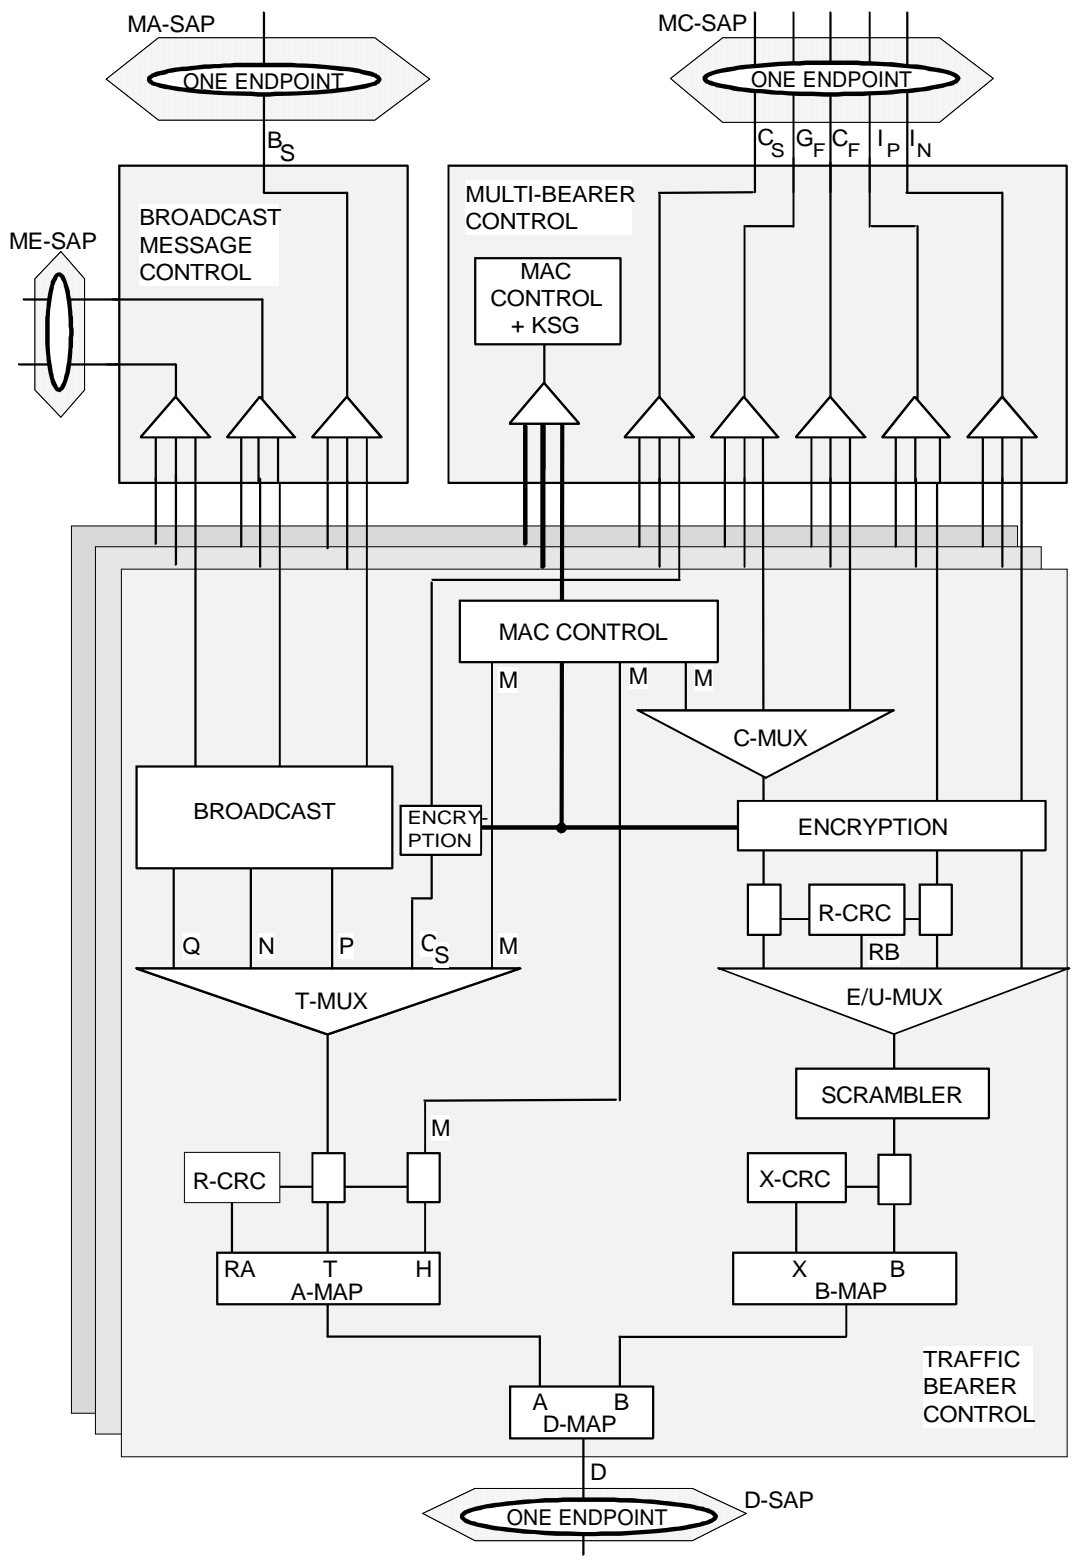 MA-SAP
MC-SAP
ONE ENDPOINT
ONE ENDPOINT
BS
CS GF CF IP IN
BROADCAST
MESSAGE
CONTROL
MULTI-BEARER
CONTROL
ME-SAP
MAC
CONTROL
+ KSG
MAC CONTROL
M
M
M
C-MUX
BROADCAST
ENCRY-
PTION
ENCRYPTION
R-CRC
Q
N
P
CS
M
RB
T-MUX
E/U-MUX
SCRAMBLER
M
R-CRC
X-CRC
RA T H
A-MAP
X B
B-MAP
TRAFFIC
BEARER
CONTROL
A B
D-MAP
D
D-SAP
ONE ENDPOINT